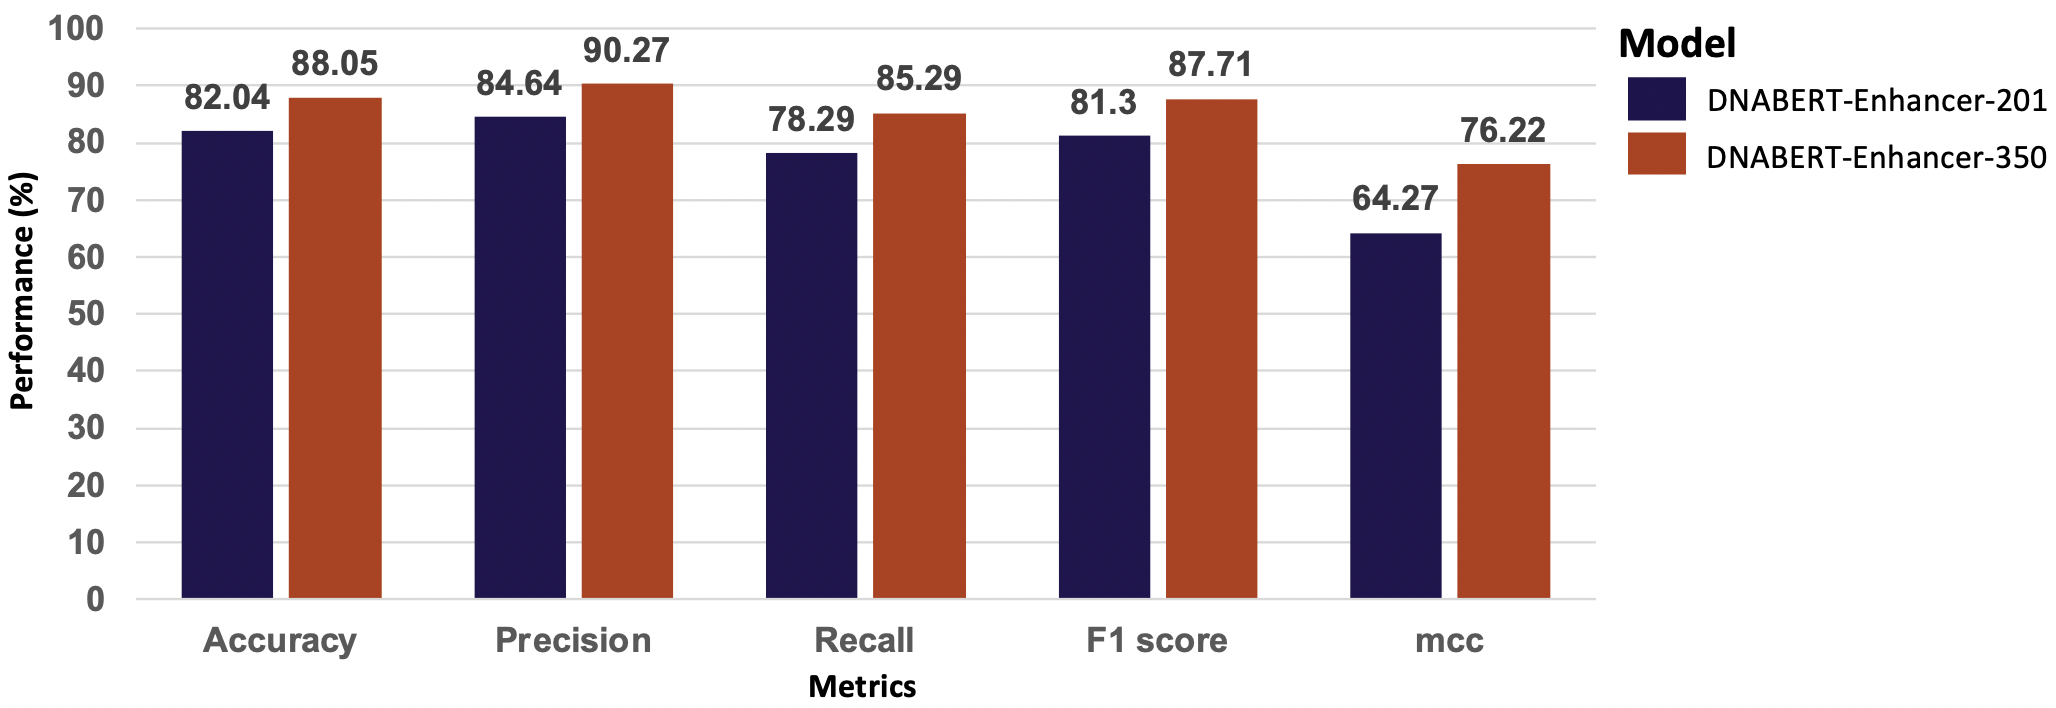 100
90
80
70
60
50
40
30
20
10
0
Performance (%)
82.04
88.05
84.64
90.27
78.29
85.29
81.3
87.71
64.27
76.22
Accuracy
Precision
Recall
F1 score
mcc
Metrics
Model
DNABERT-Enhancer-201
DNABERT-Enhancer-350